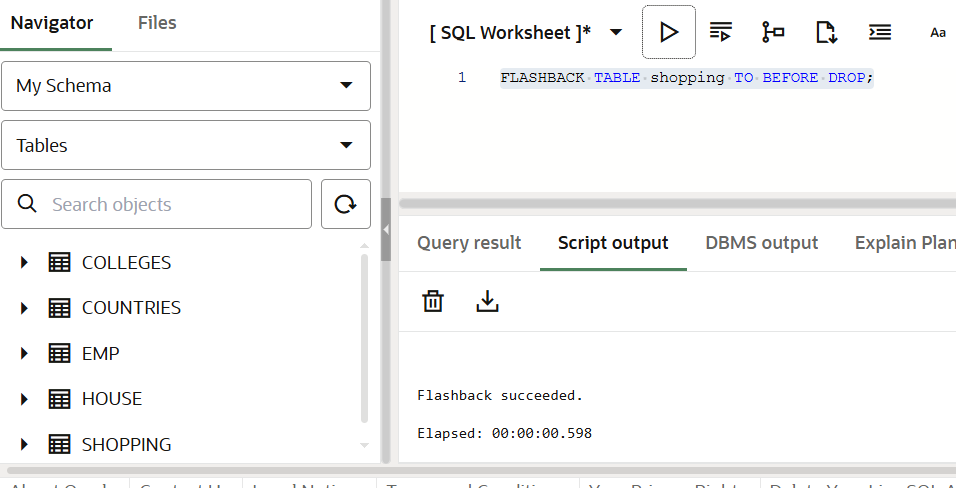 Navigator
Files
My Schema
Tables
Search objects
COLLEGES
COUNTRIES
EMP
HOUSE
SHOPPING
[ SQL Worksheet ]*
Aa
1 FLASHBACK TABLE shopping TO BEFORE DROP;
Query result
Script output
DBMS output
Explain Plan
Flashback succeeded.
Elapsed: 00:00:00.598